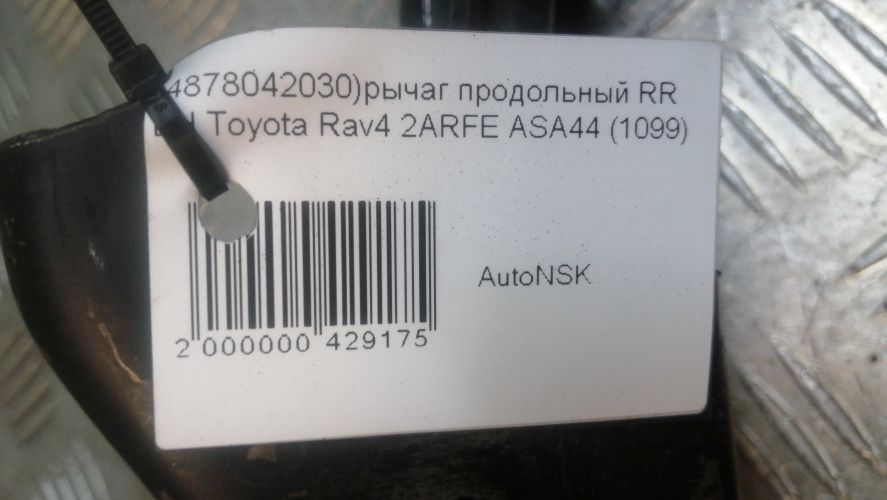 4878042030)рычаг продольный RR
Toyota Rav4 2ARFE ASA44 (1099)
AutoNSK
2 000000 429175